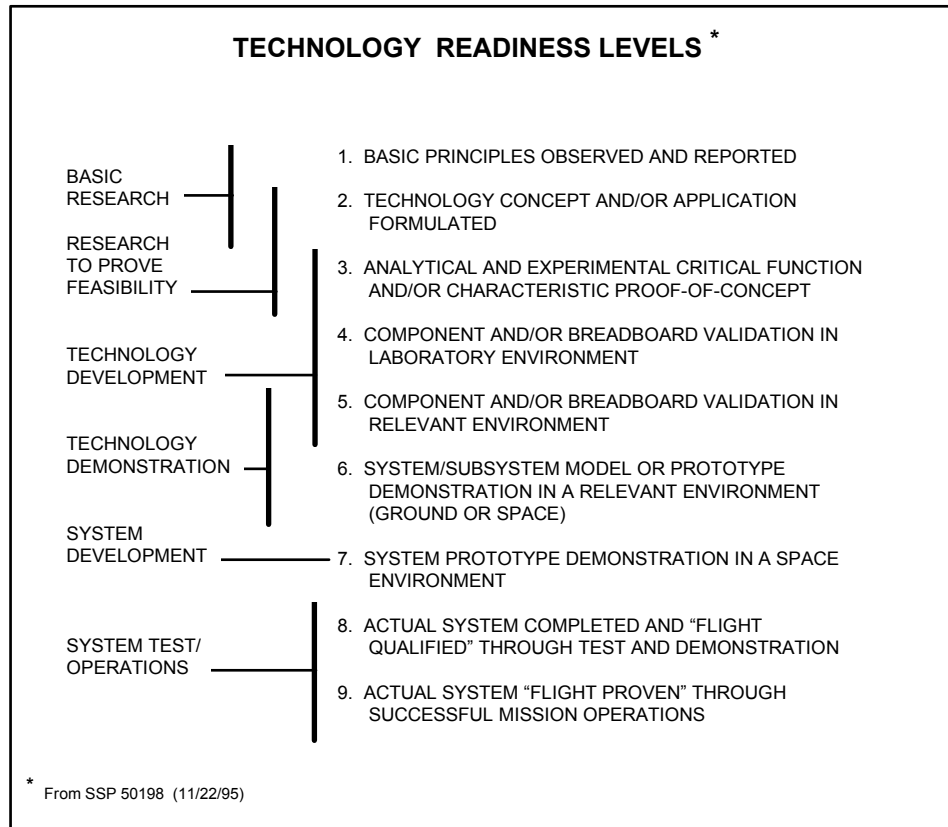 TECHNOLOGY READINESS LEVELS *
BASIC
RESEARCH
RESEARCH
TO PROVE
FEASIBILITY
TECHNOLOGY
DEVELOPMENT
TECHNOLOGY
DEMONSTRATION
SYSTEM
DEVELOPMENT
SYSTEM TEST/
OPERATIONS
1. BASIC PRINCIPLES OBSERVED AND REPORTED
2. TECHNOLOGY CONCEPT AND/OR APPLICATION
FORMULATED
3. ANALYTICAL AND EXPERIMENTAL CRITICAL FUNCTION
AND/OR CHARACTERISTIC PROOF-OF-CONCEPT
4. COMPONENT AND/OR BREADBOARD VALIDATION IN
LABORATORY ENVIRONMENT
5. COMPONENT AND/OR BREADBOARD VALIDATION IN
RELEVANT ENVIRONMENT
6. SYSTEM/SUBSYSTEM MODEL OR PROTOTYPE
DEMONSTRATION IN A RELEVANT ENVIRONMENT
(GROUND OR SPACE)
7. SYSTEM PROTOTYPE DEMONSTRATION IN A SPACE
ENVIRONMENT
8. ACTUAL SYSTEM COMPLETED AND “FLIGHT
QUALIFIED” THROUGH TEST AND DEMONSTRATION
9. ACTUAL SYSTEM “FLIGHT PROVEN” THROUGH
SUCCESSFUL MISSION OPERATIONS
* From SSP 50198 (11/22/95)